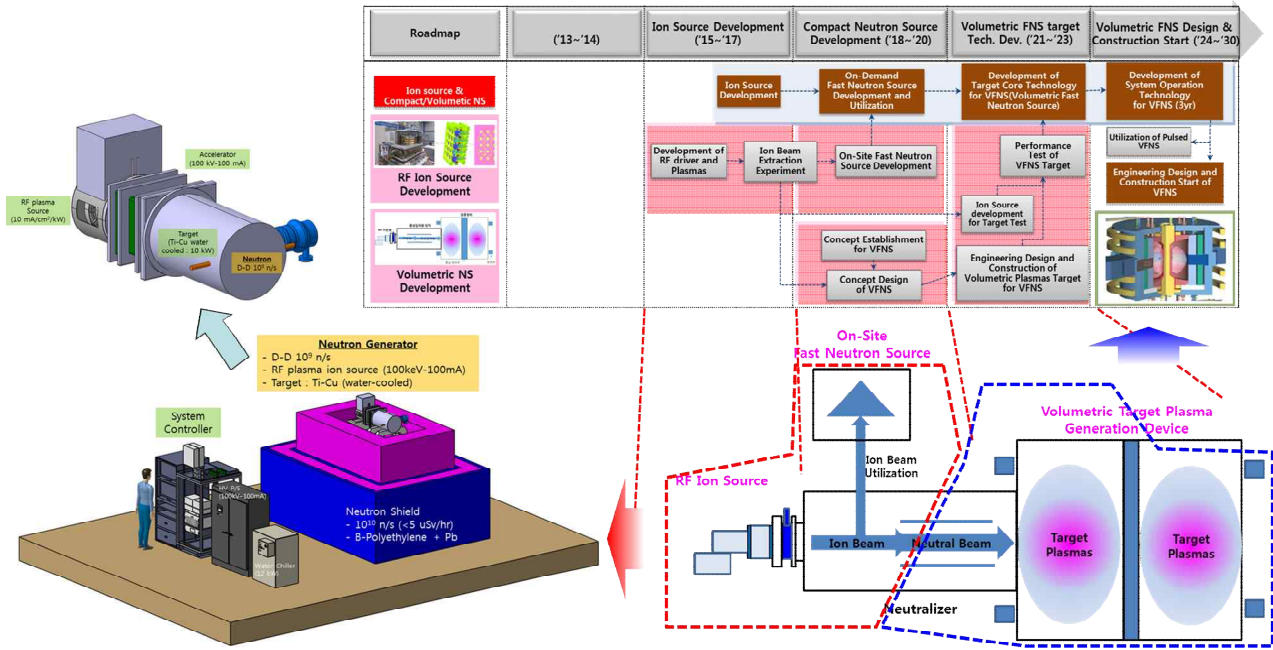 Roadmap
('13~'14)
Ion Source Development
('15~'17)
Compact Neutron Source
Development ('18~'20)
Volumetric FNS target
Tech. Dev. ('21~'23)
Volumetric FNS Design &
Construction Start ('24~'30)
Ion source &
Compact/Volumetic NS
Ion Source
Development
On-Demand
Fast Neutron Source
Development and
Utilization
Development of
Target Core Technology
for VFNS(Volumetric Fast
Neutron Source)
Development of
System Operation
Technology
for VFNS (3yr)
RF Ion Source
Development
Development of
RF driver and
Plasmas
Ion Beam
Extraction
Experiment
On-Site Fast Neutron
Source Development
Performance
Test of
VFNS Target
Utilization of Pulsed
VFNS
Engineering Design and
Construction Start of
VFNS
Ion Source
development
for Target Test
Volumetric NS
Development
Concept Establishment
for VFNS
Concept Design
of VFNS
Engineering Design and
Construction of
Volumetric Plasmas Target
for VFNS
Accelerator
(100 kV-100 mA)
RF plasma
Source
(10 mA/cm²/kW)
Target
(Ti-Cu water
cooled : 10 kW)
Neutron
D-D 10⁹ n/s
Neutron Generator
- D-D 10⁹ n/s
- RF plasma ion source (100keV-100mA)
- Target : Ti-Cu (water-cooled)
System
Controller
HV P/S
(100kV-100mA)
Water Chiller
(12 kW)
Neutron Shield
- 10¹⁰ n/s (<5 uSv/hr)
- B-Polyethylene + Pb
On-Site
Fast Neutron Source
RF Ion Source
Ion Beam
Utilization
Ion Beam
Neutral Beam
Neutralizer
Volumetric Target Plasma
Generation Device
Target
Plasmas
Target
Plasmas